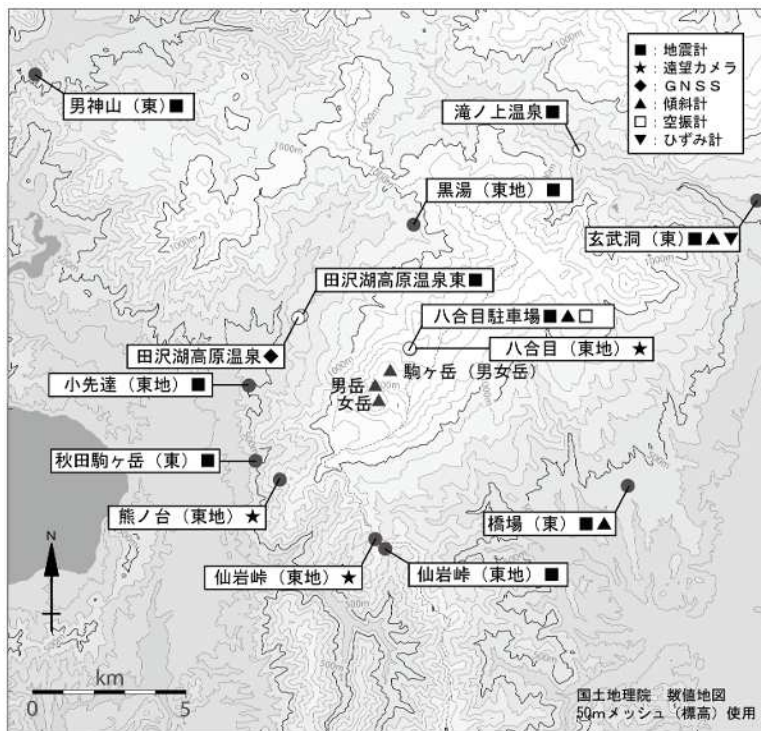 ■：地震計
★：遠望カメラ
◆：ＧＮＳＳ
▲：傾斜計
□：空振計
▼：ひずみ計
1000m
男神山（東）■
滝ノ上温泉■
1000m
黒湯（東地）■
玄武洞（東）■▲▼
1000m
田沢湖高原温泉東■
八合目駐車場■▲□
八合目（東地）★
田沢湖高原温泉◆
駒ヶ岳（男女岳）
小先達（東地）■
男岳
女岳
秋田駒ヶ岳（東）■
熊ノ台（東地）★
橋場（東）■▲
500m
N
仙岩峠（東地）★
仙岩峠（東地）■
500m
km
0 5
国土地理院　数値地図
50mメッシュ（標高）使用